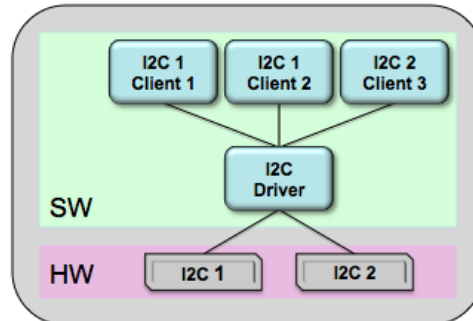 I2C 1
Client 1
I2C 1
Client 2
I2C 2
Client 3
I2C
Driver
SW
HW
I2C 1
I2C 2